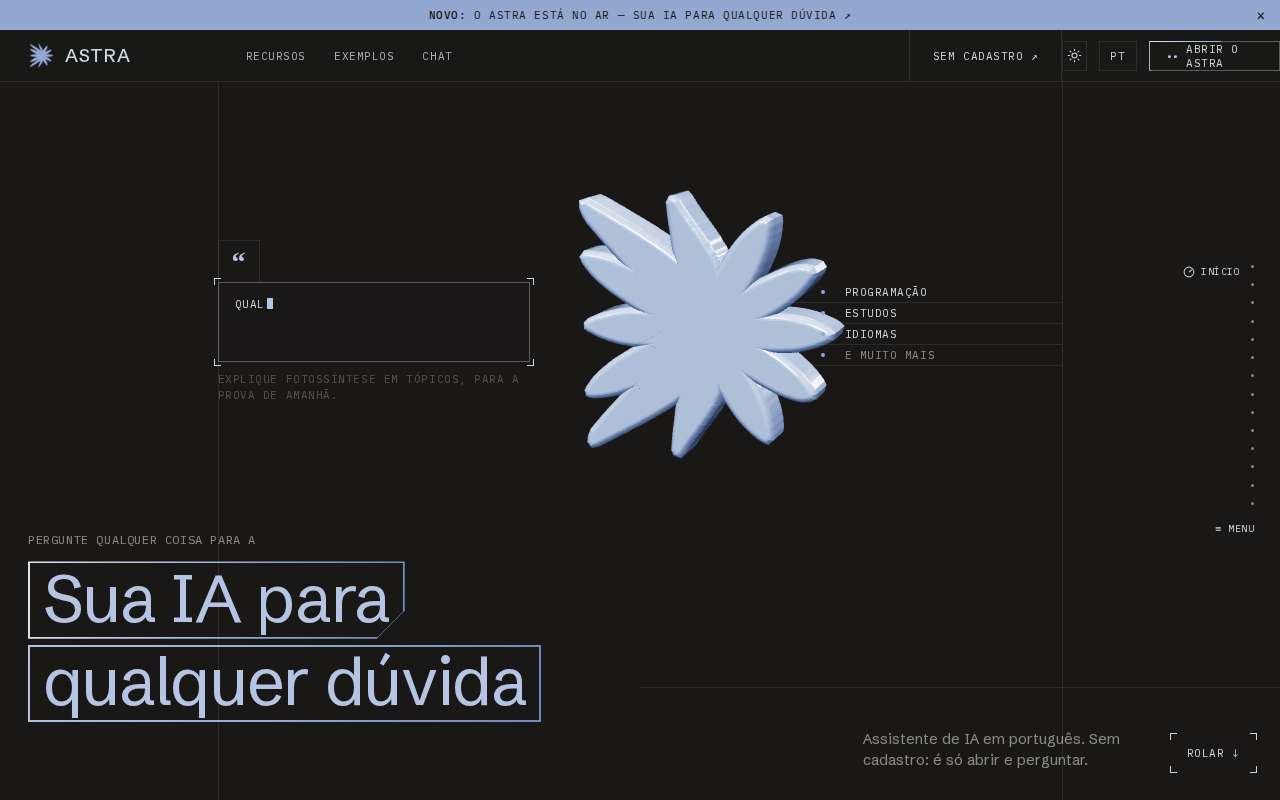 NOVO: O ASTRA ESTÁ NO AR — SUA IA PARA QUALQUER DÚVIDA ↗ ×
ASTRA RECURSOS EXEMPLOS CHAT SEM CADASTRO ↗ PT ABRIR O
ASTRA
“
QUAL
EXPLIQUE FOTOSSÍNTESE EM TÓPICOS, PARA A
PROVA DE AMANHÃ.
PROGRAMAÇÃO
ESTUDOS
IDIOMAS
E MUITO MAIS
INÍCIO
≡ MENU
PERGUNTE QUALQUER COISA PARA A
Sua IA para
qualquer dúvida
Assistente de IA em português. Sem
cadastro: é só abrir e perguntar.
ROLAR ↓